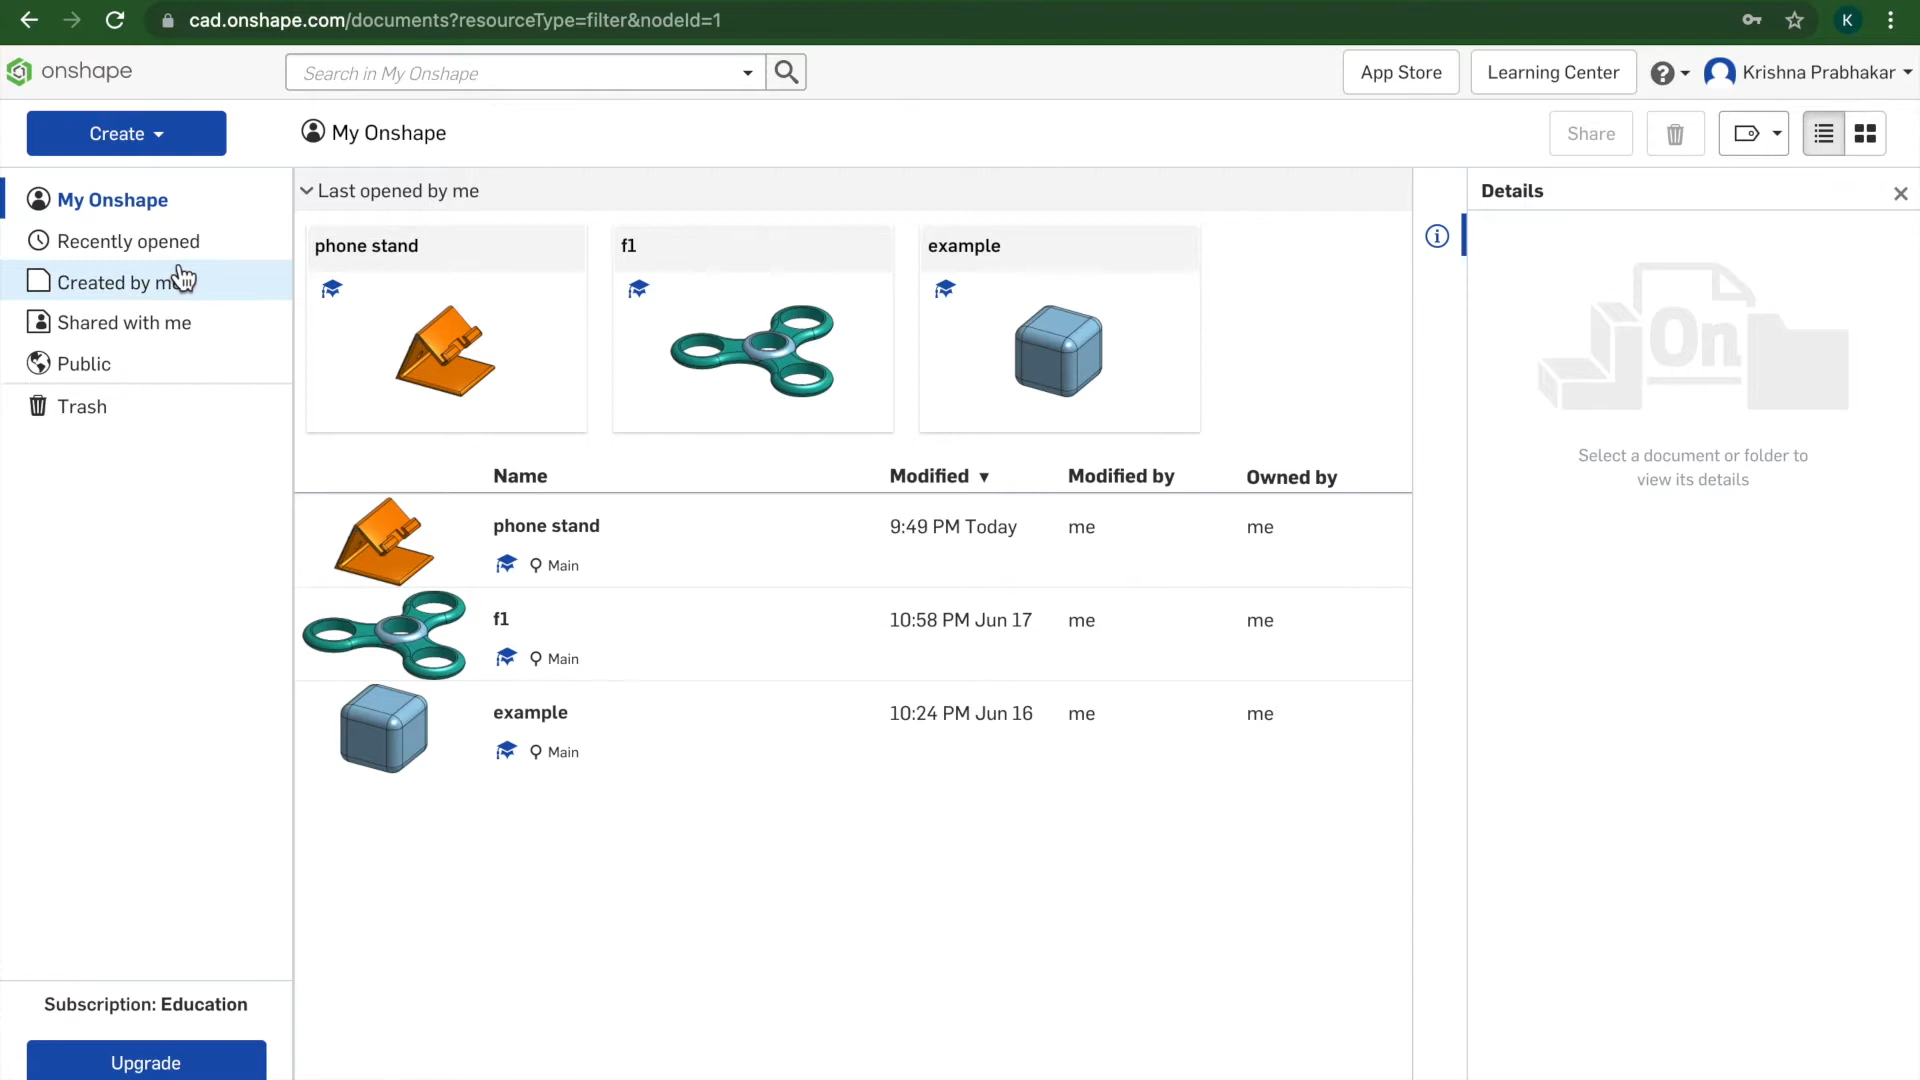 cad.onshape.com/documents?resourceType=filter&nodeId=1
K
onshape
Search in My Onshape
App Store
Learning Center
Krishna Prabhakar
Create
My Onshape
Share
My Onshape
Recently opened
Created by
Shared with me
Public
Trash
Last opened by me
phone stand
f1
example
Name
Modified
Modified by
Owned by
phone stand
9:49 PM Today
me
me
Main
f1
10:58 PM Jun 17
me
me
Main
example
10:24 PM Jun 16
me
me
Main
Details
On
Select a document or folder to
view its details
Subscription: Education
Upgrade